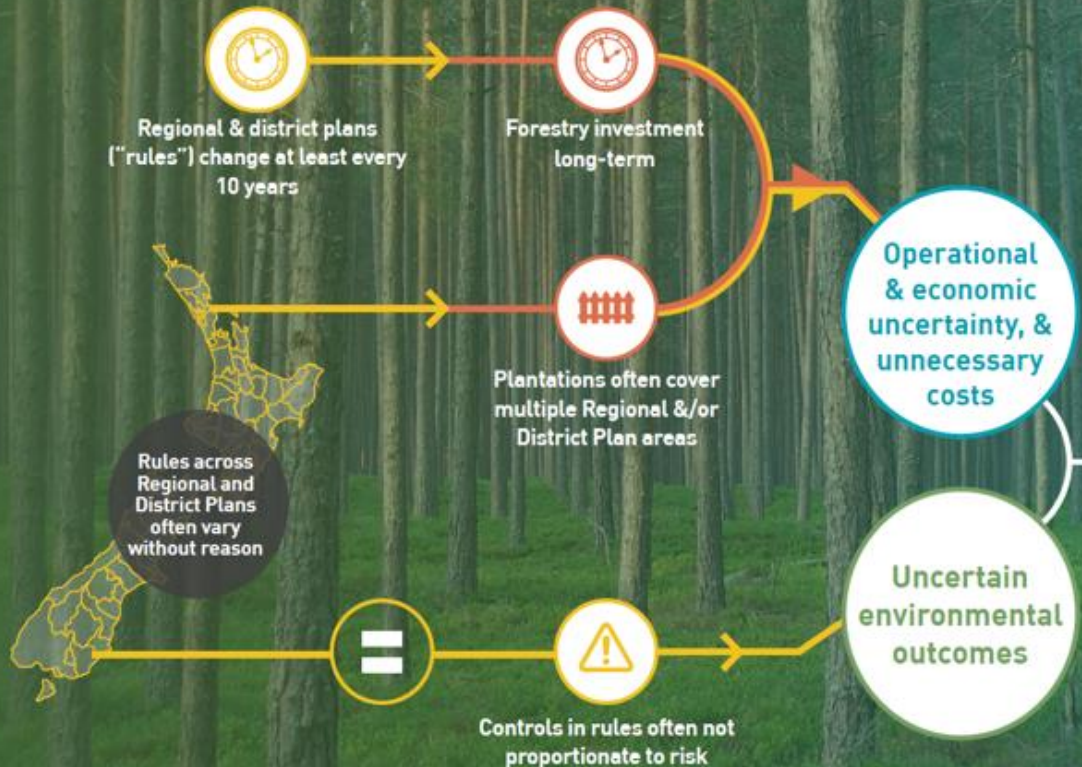 Regional & district plans
("rules") change at least every
10 years
Forestry investment
long-term
Plantations often cover
multiple Regional &/or
District Plan areas
Operational
& economic
uncertainty, &
unnecessary
costs
Rules across
Regional and
District Plans
often vary
without reason
Controls in rules often not
proportionate to risk
Uncertain
environmental
outcomes